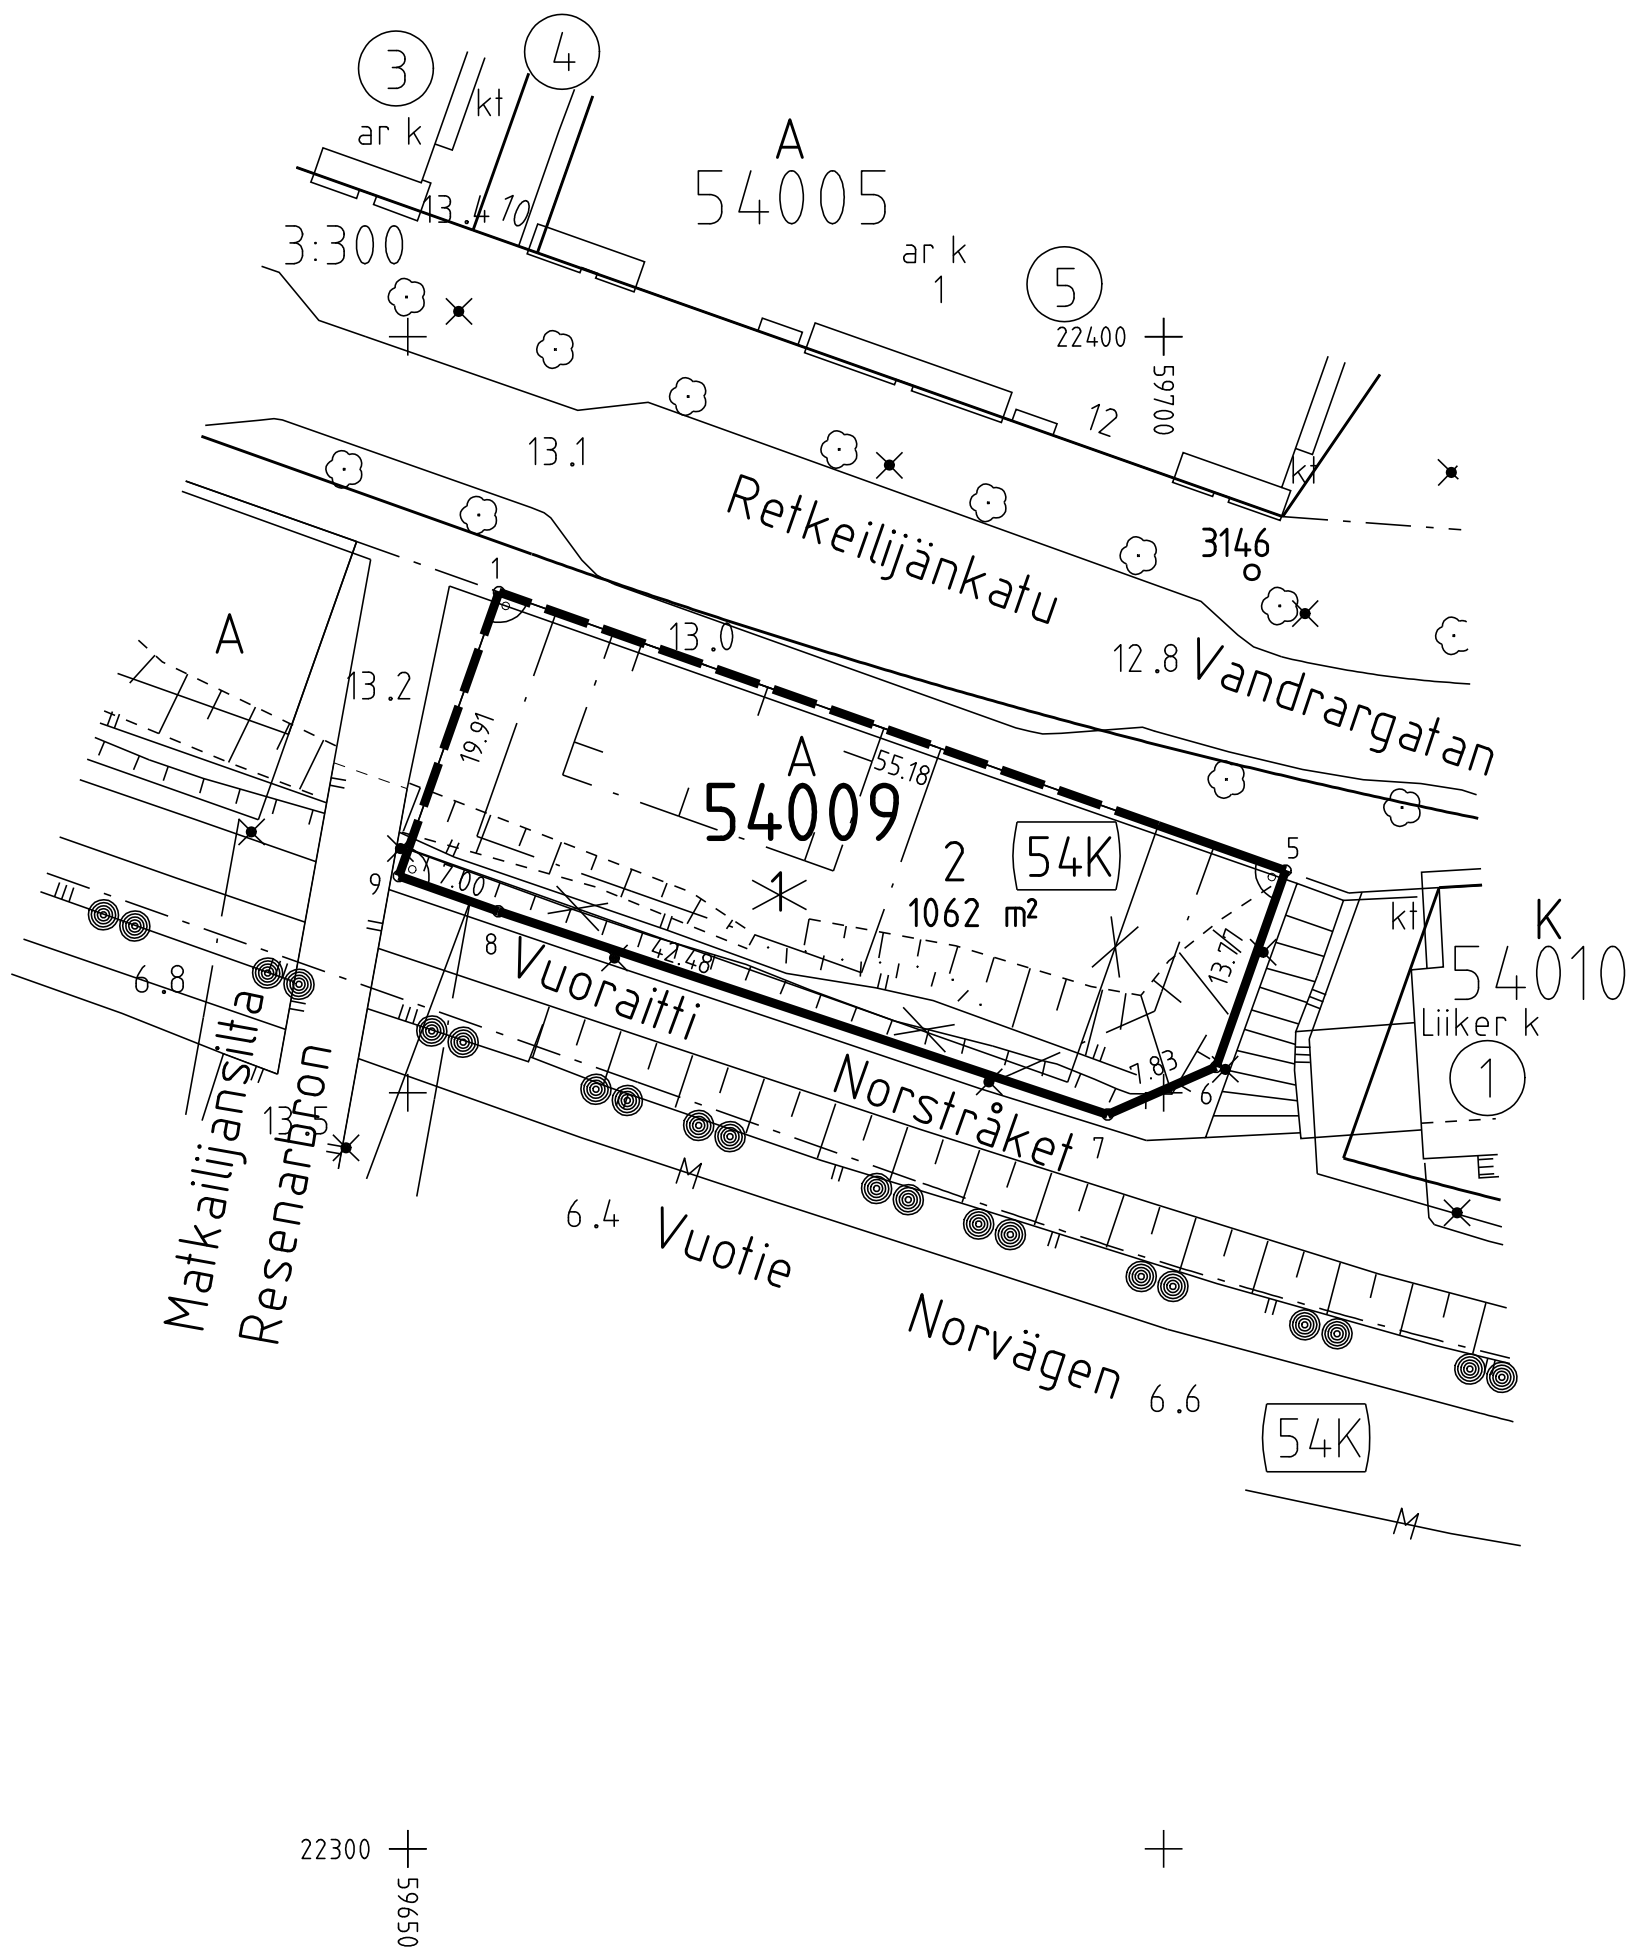 3
4
kt
ar k
A
54005
13.4
10
3:300
ar k
1
5
22400
59700
12
13.1
kt
Retkeilijänkatu
3146
1
A
13.0
12.8
Vandrargatan
13.2
19.91
A
55.18
54009
5
2
54K
9
7.00
1
1062 m²
kt
K
54010
8
42.48
13.77
6.8
Vuoraitti
Liiker k
Matkailijansilta
Resenarbron
7.83
6
1
Norstråket
13.5
7
M
6.4
Vuotie
Norvägen
6.6
54K
M
22300
59650